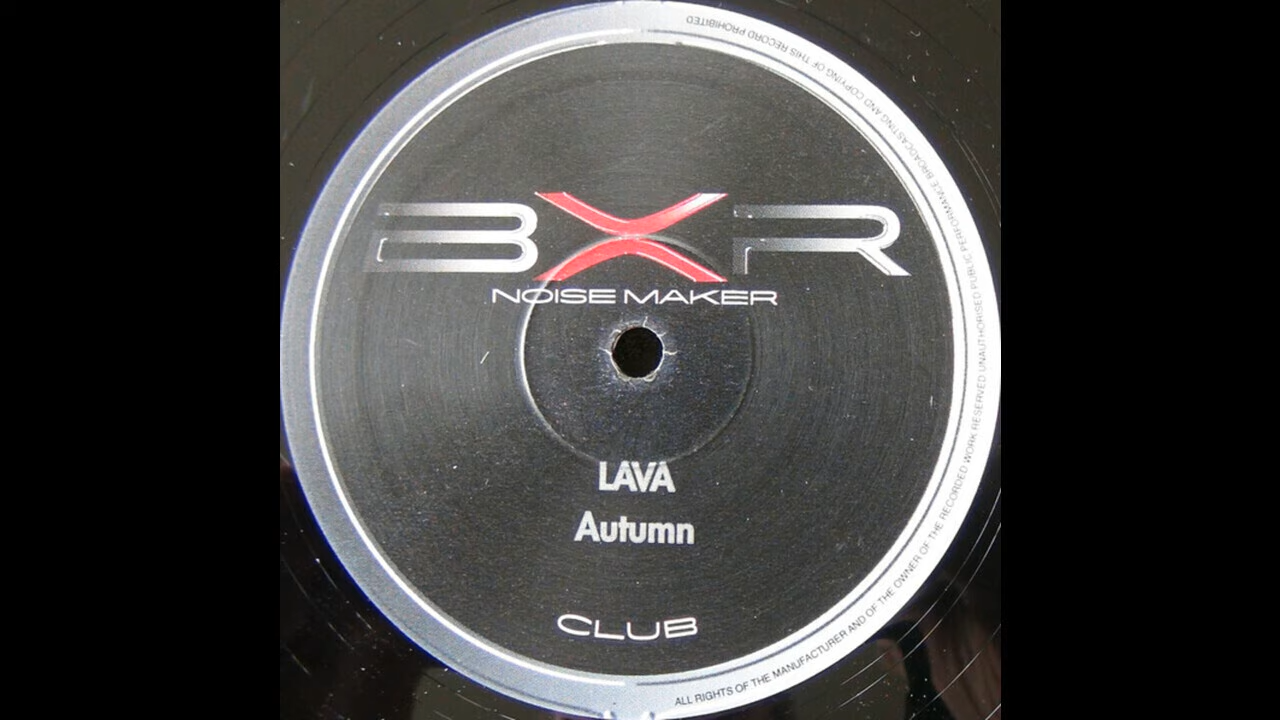 BXR
NOISE MAKER
LAVA
Autumn
CLUB
ALL RIGHTS OF THE MANUFACTURER AND OF THE OWNER OF THE RECORDED WORK RESERVED UNAUTHORISED PUBLIC PERFORMANCE BROADCASTING AND COPYING OF THIS RECORD PROHIBITED